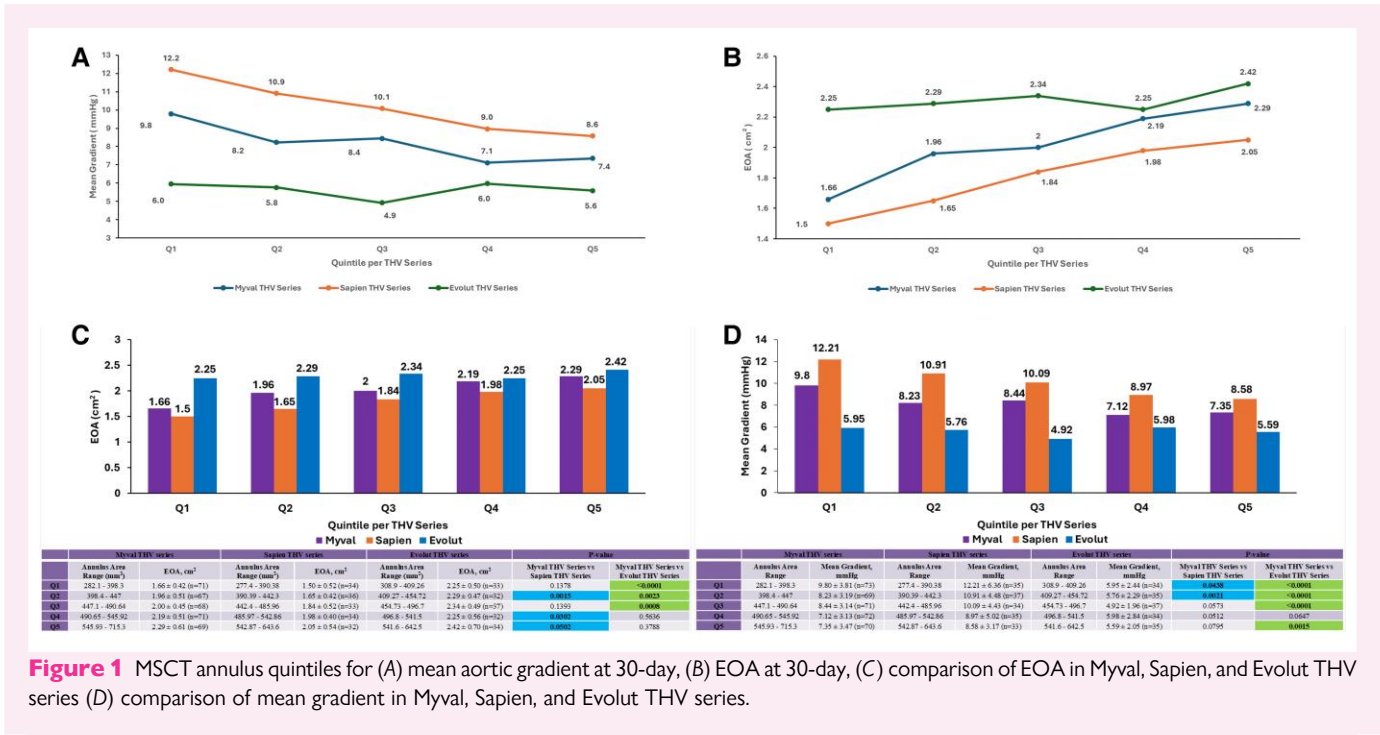 A
Mean Gradient (mmHg)
13
12
11
10
9
8
7
6
5
4
3
12.2
10.9
10.1
9.0
8.6
9.8
8.2
8.4
7.1
7.4
6.0
5.8
4.9
6.0
5.6
Q1 Q2 Q3 Q4 Q5
Quintile per THV Series
Myval THV Series Sapien THV Series Evolut THV Series
B
EOA ( cm²)
2.6
2.4
2.2
2
1.8
1.6
1.4
2.25
2.29
2.34
2.25
2.42
1.66
1.96
2
2.19
2.29
1.5
1.65
1.84
1.98
2.05
Q1 Q2 Q3 Q4 Q5
Quintile per THV Series
Myval THV Series Sapien THV Series Evolut THV Series
C
EOA (cm²)
3
2.5
2
1.5
1
0.5
0
1.66 1.5 2.25
1.96 1.65 2.29
2 1.84 2.34
2.19 1.98 2.25
2.29 2.05 2.42
Q1 Q2 Q3 Q4 Q5
Quintile per THV Series
Myval Sapien Evolut
Myval THV series Sapien THV series Evolut THV series P-value
Annulus Area Range (mm²) EOA, cm² Annulus Area Range (mm²) EOA, cm² Annulus Area Range (mm²) EOA, cm² Myval THV Series vs Sapien THV Series Myval THV Series vs Evolut THV Series
Q1 282.1 - 398.3 1.66 ± 0.42 (n=71) 277.4 - 390.38 1.50 ± 0.52 (n=34) 308.9 - 409.26 2.25 ± 0.50 (n=33) 0.1378 <0.0001
Q2 398.4 - 447 1.96 ± 0.51 (n=67) 390.39 - 442.3 1.65 ± 0.42 (n=36) 409.27 - 454.72 2.29 ± 0.47 (n=32) 0.0015 0.0023
Q3 447.1 - 490.64 2.00 ± 0.45 (n=68) 442.4 - 485.96 1.84 ± 0.52 (n=33) 454.73 - 496.7 2.34 ± 0.49 (n=37) 0.1393 0.0008
Q4 490.65 - 545.92 2.19 ± 0.51 (n=71) 485.97 - 542.86 1.98 ± 0.40 (n=34) 496.8 - 541.5 2.25 ± 0.56 (n=32) 0.0302 0.5636
Q5 545.93 - 715.3 2.29 ± 0.61 (n=69) 542.87 - 643.6 2.05 ± 0.54 (n=32) 541.6 - 642.5 2.42 ± 0.70 (n=34) 0.0502 0.3788
D
Mean Gradient (mmHg)
14
12
10
8
6
4
2
0
9.8 12.21 5.95
8.23 10.91 5.76
8.44 10.09 4.92
7.12 8.97 5.98
7.35 8.58 5.59
Q1 Q2 Q3 Q4 Q5
Quintile per THV Series
Myval Sapien Evolut
Myval THV series Sapien THV series Evolut THV series P-value
Annulus Area Range Mean Gradient, mmHg Annulus Area Range Mean Gradient, mmHg Annulus Area Range Mean Gradient, mmHg Myval THV Series vs Sapien THV Series Myval THV Series vs Evolut THV Series
Q1 282.1 - 398.3 9.80 ± 3.81 (n=73) 277.4 - 390.38 12.21 ± 6.36 (n=35) 308.9 - 409.26 5.95 ± 2.44 (n=34) 0.0438 <0.0001
Q2 398.4 - 447 8.23 ± 3.19 (n=69) 390.39 - 442.3 10.91 ± 4.48 (n=37) 409.27 - 454.72 5.76 ± 2.29 (n=35) 0.0021 <0.0001
Q3 447.1 - 490.64 8.44 ± 3.14 (n=71) 442.4 - 485.96 10.09 ± 4.43 (n=34) 454.73 - 496.7 4.92 ± 1.96 (n=37) 0.0573 <0.0001
Q4 490.65 - 545.92 7.12 ± 3.13 (n=72) 485.97 - 542.86 8.97 ± 5.02 (n=35) 496.8 - 541.5 5.98 ± 2.84 (n=34) 0.0512 0.0647
Q5 545.93 - 715.3 7.35 ± 3.47 (n=70) 542.87 - 643.6 8.58 ± 3.17 (n=33) 541.6 - 642.5 5.59 ± 2.05 (n=35) 0.0795 0.0015
Figure 1 MSCT annulus quintiles for (A) mean aortic gradient at 30-day, (B) EOA at 30-day, (C) comparison of EOA in Myval, Sapien, and Evolut THV
series (D) comparison of mean gradient in Myval, Sapien, and Evolut THV series.